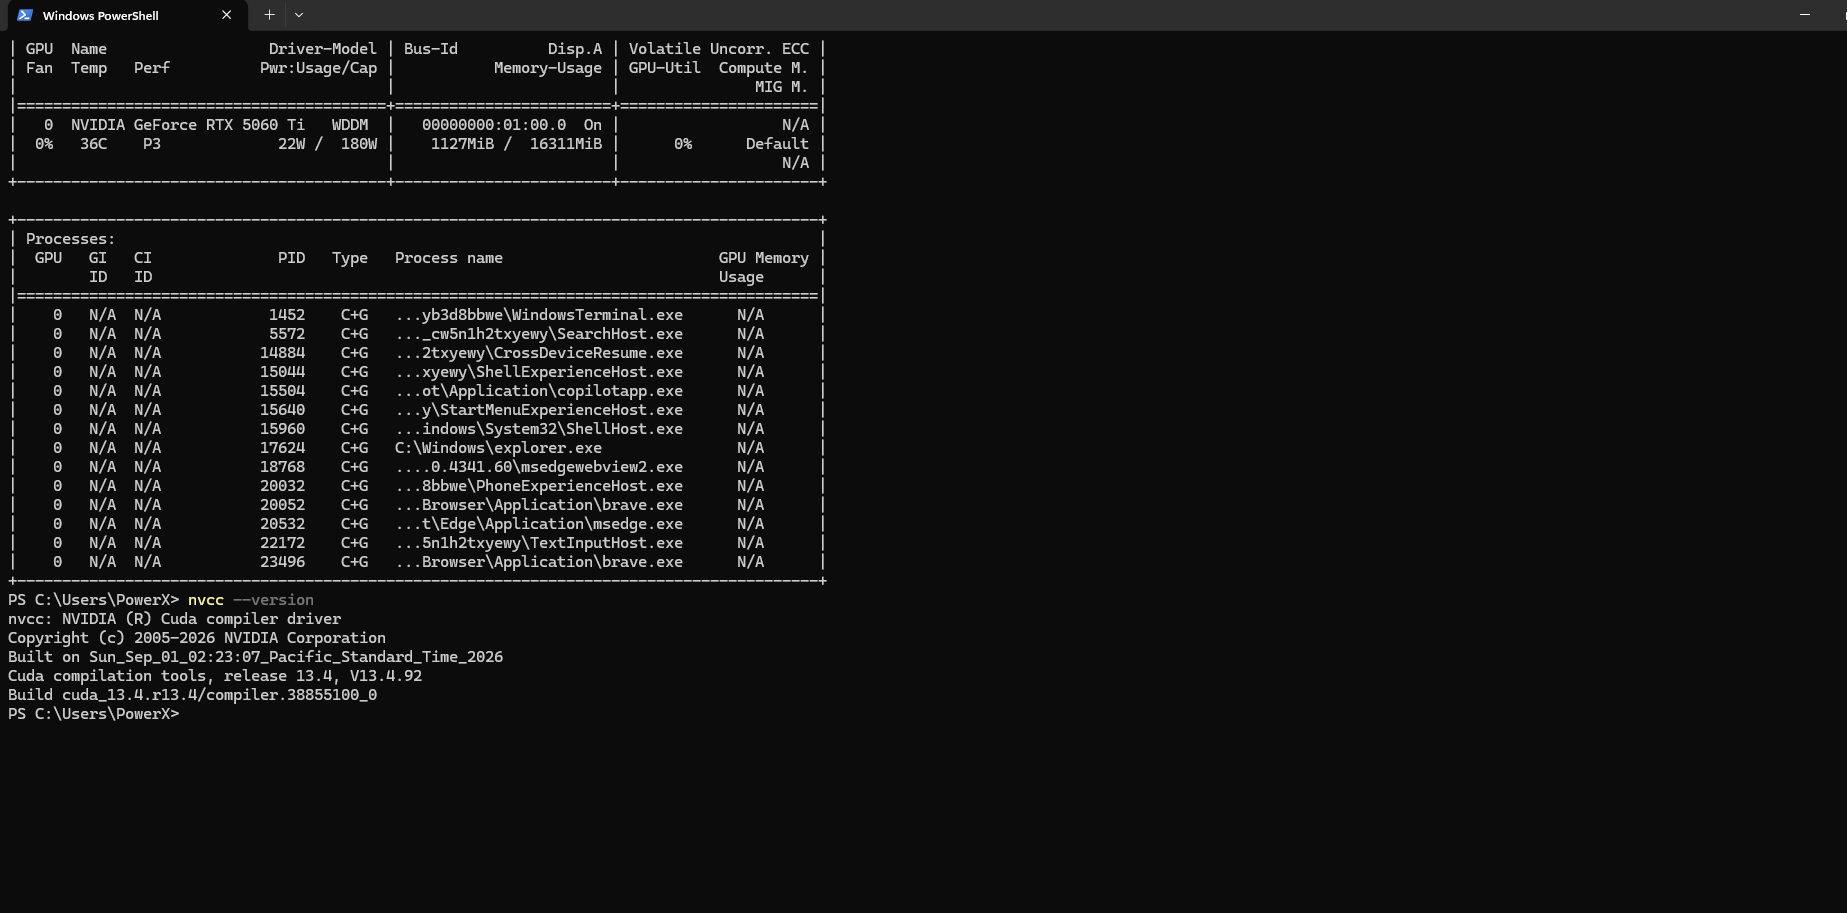 Windows PowerShell
| GPU  Name                  Driver-Model | Bus-Id          Disp.A | Volatile Uncorr. ECC |
| Fan  Temp   Perf          Pwr:Usage/Cap |           Memory-Usage | GPU-Util  Compute M. |
|                                         |                        |               MIG M. |
|=========================================+========================+======================|
|   0  NVIDIA GeForce RTX 5060 Ti   WDDM  |   00000000:01:00.0  On |                  N/A |
|  0%   36C    P3             22W /  180W |    1127MiB /  16311MiB |      0%      Default |
|                                         |                        |                  N/A |
+-----------------------------------------+------------------------+----------------------+
+-----------------------------------------------------------------------------------------+
| Processes:                                                                              |
|  GPU   GI   CI              PID   Type   Process name                        GPU Memory |
|        ID   ID                                                               Usage      |
|=========================================================================================|
|    0   N/A  N/A            1452    C+G   ...yb3d8bbwe\WindowsTerminal.exe      N/A      |
|    0   N/A  N/A            5572    C+G   ..._cw5n1h2txyewy\SearchHost.exe      N/A      |
|    0   N/A  N/A           14884    C+G   ...2txyewy\CrossDeviceResume.exe      N/A      |
|    0   N/A  N/A           15044    C+G   ...xyewy\ShellExperienceHost.exe      N/A      |
|    0   N/A  N/A           15504    C+G   ...ot\Application\copilotapp.exe      N/A      |
|    0   N/A  N/A           15640    C+G   ...y\StartMenuExperienceHost.exe      N/A      |
|    0   N/A  N/A           15960    C+G   ...indows\System32\ShellHost.exe      N/A      |
|    0   N/A  N/A           17624    C+G   C:\Windows\explorer.exe               N/A      |
|    0   N/A  N/A           18768    C+G   ....0.4341.60\msedgewebview2.exe      N/A      |
|    0   N/A  N/A           20032    C+G   ...8bbwe\PhoneExperienceHost.exe      N/A      |
|    0   N/A  N/A           20052    C+G   ...Browser\Application\brave.exe      N/A      |
|    0   N/A  N/A           20532    C+G   ...t\Edge\Application\msedge.exe      N/A      |
|    0   N/A  N/A           22172    C+G   ...5n1h2txyewy\TextInputHost.exe      N/A      |
|    0   N/A  N/A           23496    C+G   ...Browser\Application\brave.exe      N/A      |
+-----------------------------------------------------------------------------------------+
PS C:\Users\PowerX> nvcc --version
nvcc: NVIDIA (R) Cuda compiler driver
Copyright (c) 2005-2026 NVIDIA Corporation
Built on Sun_Sep_01_02:23:07_Pacific_Standard_Time_2026
Cuda compilation tools, release 13.4, V13.4.92
Build cuda_13.4.r13.4/compiler.38855100_0
PS C:\Users\PowerX>